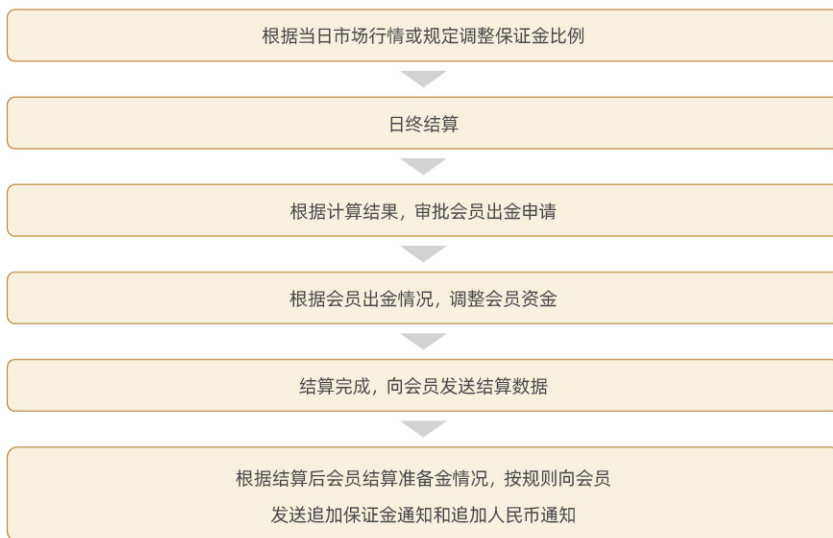 根据当日市场行情或规定调整保证金比例
日终结算
根据计算结果，审批会员出金申请
根据会员出金情况，调整会员资金
结算完成，向会员发送结算数据
根据结算后会员结算准备金情况，按规则向会员
发送追加保证金通知和追加人民币通知